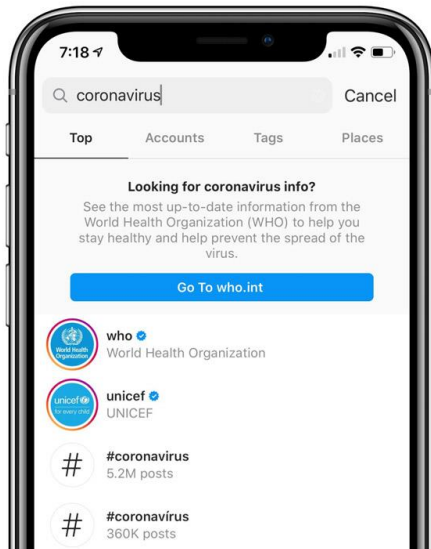 7:18
coronavirus
Cancel
Top Accounts Tags Places
Looking for coronavirus info?
See the most up-to-date information from the
World Health Organization (WHO) to help you
stay healthy and help prevent the spread of the
virus.
Go To who.int
World Health
Organization
who
World Health Organization
unicef
for every child
unicef
UNICEF
#
#coronavirus
5.2M posts
#
#coronavírus
360K posts